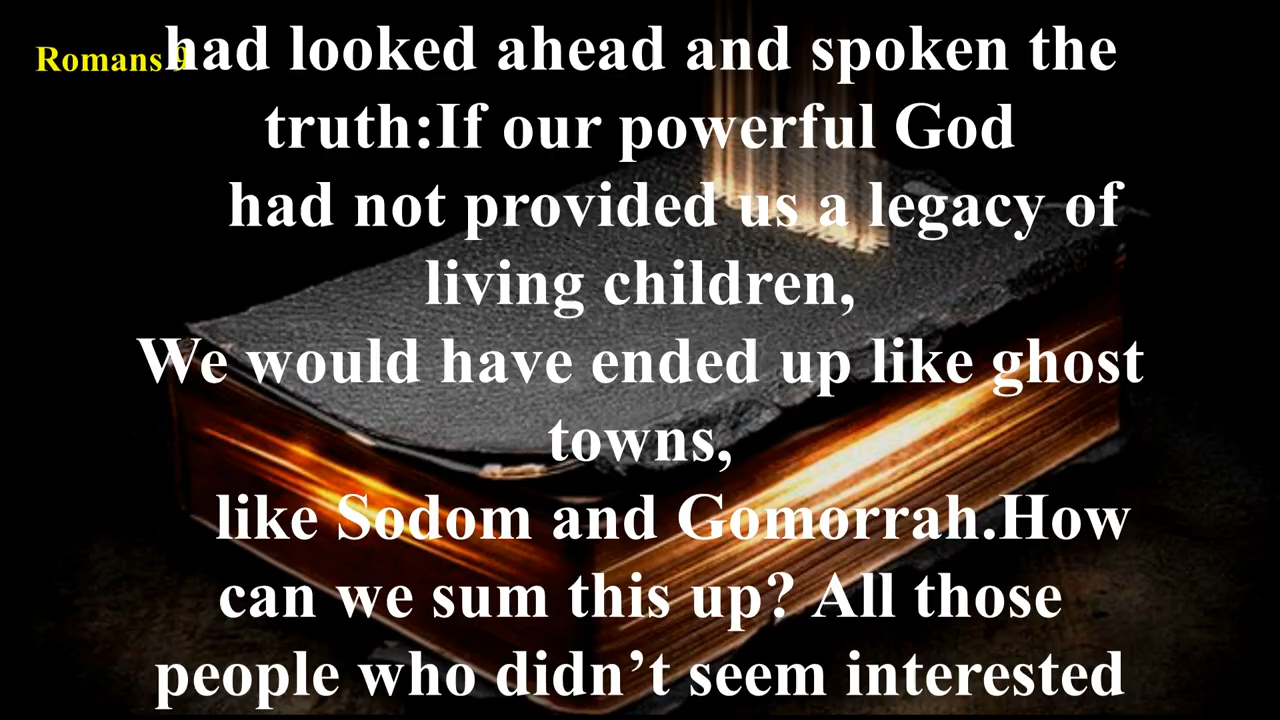 Romans 9
had looked ahead and spoken the
truth:If our powerful God
had not provided us a legacy of
living children,
We would have ended up like ghost
towns,
like Sodom and Gomorrah.How
can we sum this up? All those
people who didn’t seem interested